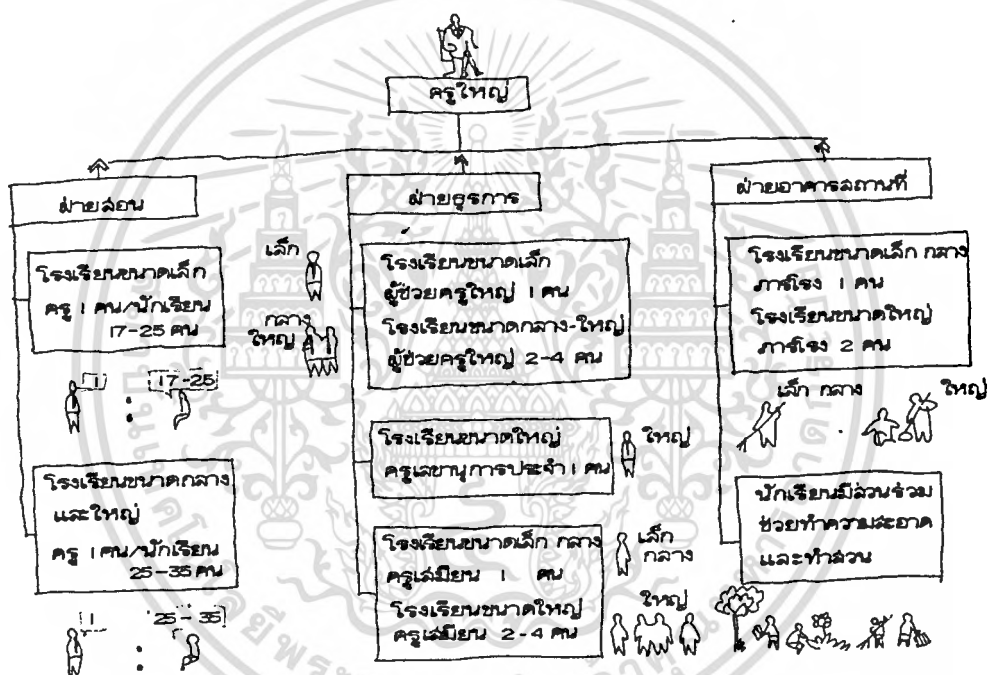 ครูใหญ่
ฝ่ายสอน
โรงเรียนขนาดเล็ก
ครู 1 คน/นักเรียน
17-25 คน
1 : 17-25
โรงเรียนขนาดกลาง
และใหญ่
ครู 1 คน/นักเรียน
25-35 คน
1 : 25-35
ฝ่ายธุรการ
เล็ก
กลาง
ใหญ่
โรงเรียนขนาดเล็ก
ผู้ช่วยครูใหญ่ 1 คน
โรงเรียนขนาดกลาง-ใหญ่
ผู้ช่วยครูใหญ่ 2-4 คน
โรงเรียนขนาดใหญ่
ครูเลขานุการประจำ 1 คน
ใหญ่
โรงเรียนขนาดเล็ก กลาง
ครูเสมียน 1 คน
โรงเรียนขนาดใหญ่
ครูเสมียน 2-4 คน
เล็ก
กลาง
ใหญ่
ฝ่ายอาคารสถานที่
โรงเรียนขนาดเล็ก กลาง
ภารโรง 1 คน
โรงเรียนขนาดใหญ่
ภารโรง 2 คน
เล็ก กลาง
ใหญ่
นักเรียนมีส่วนร่วม
ช่วยทำความสะอาด
และทำสวน